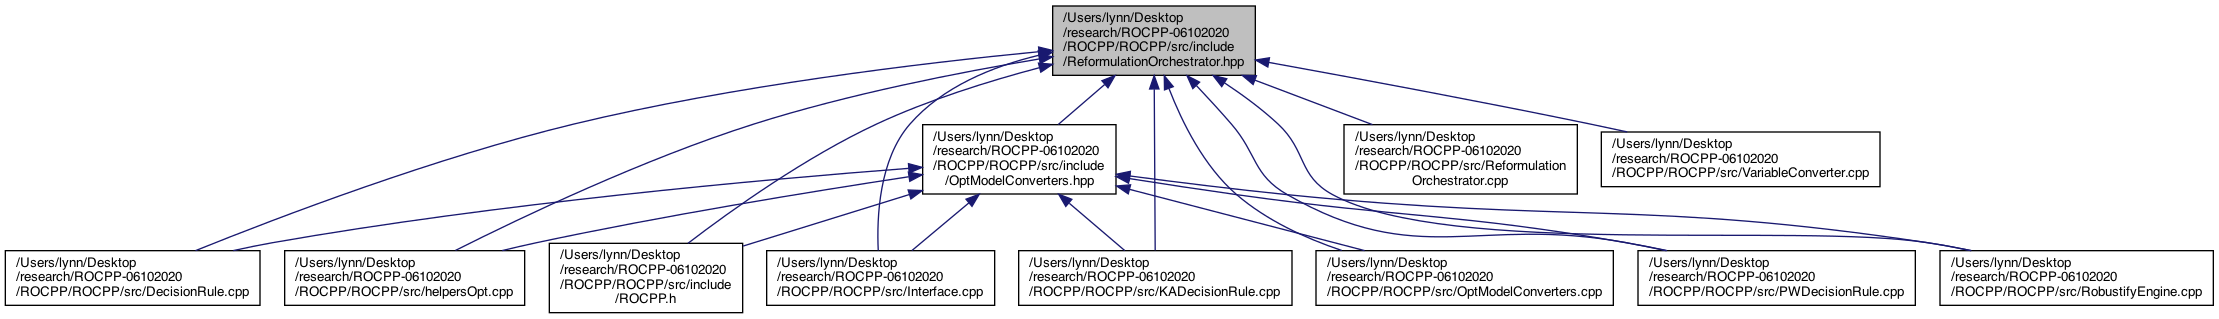 /Users/lynn/Desktop
/research/ROCPP-06102020
/ROCPP/ROCPP/src/include
/ReformulationOrchestrator.hpp
/Users/lynn/Desktop
/research/ROCPP-06102020
/ROCPP/ROCPP/src/include
/OptModelConverters.hpp
/Users/lynn/Desktop
/research/ROCPP-06102020
/ROCPP/ROCPP/src/Reformulation
Orchestrator.cpp
/Users/lynn/Desktop
/research/ROCPP-06102020
/ROCPP/ROCPP/src/VariableConverter.cpp
/Users/lynn/Desktop
/research/ROCPP-06102020
/ROCPP/ROCPP/src/DecisionRule.cpp
/Users/lynn/Desktop
/research/ROCPP-06102020
/ROCPP/ROCPP/src/helpersOpt.cpp
/Users/lynn/Desktop
/research/ROCPP-06102020
/ROCPP/ROCPP/src/include
/ROCPP.h
/Users/lynn/Desktop
/research/ROCPP-06102020
/ROCPP/ROCPP/src/Interface.cpp
/Users/lynn/Desktop
/research/ROCPP-06102020
/ROCPP/ROCPP/src/KADecisionRule.cpp
/Users/lynn/Desktop
/research/ROCPP-06102020
/ROCPP/ROCPP/src/OptModelConverters.cpp
/Users/lynn/Desktop
/research/ROCPP-06102020
/ROCPP/ROCPP/src/PWDecisionRule.cpp
/Users/lynn/Desktop
/research/ROCPP-06102020
/ROCPP/ROCPP/src/RobustifyEngine.cpp